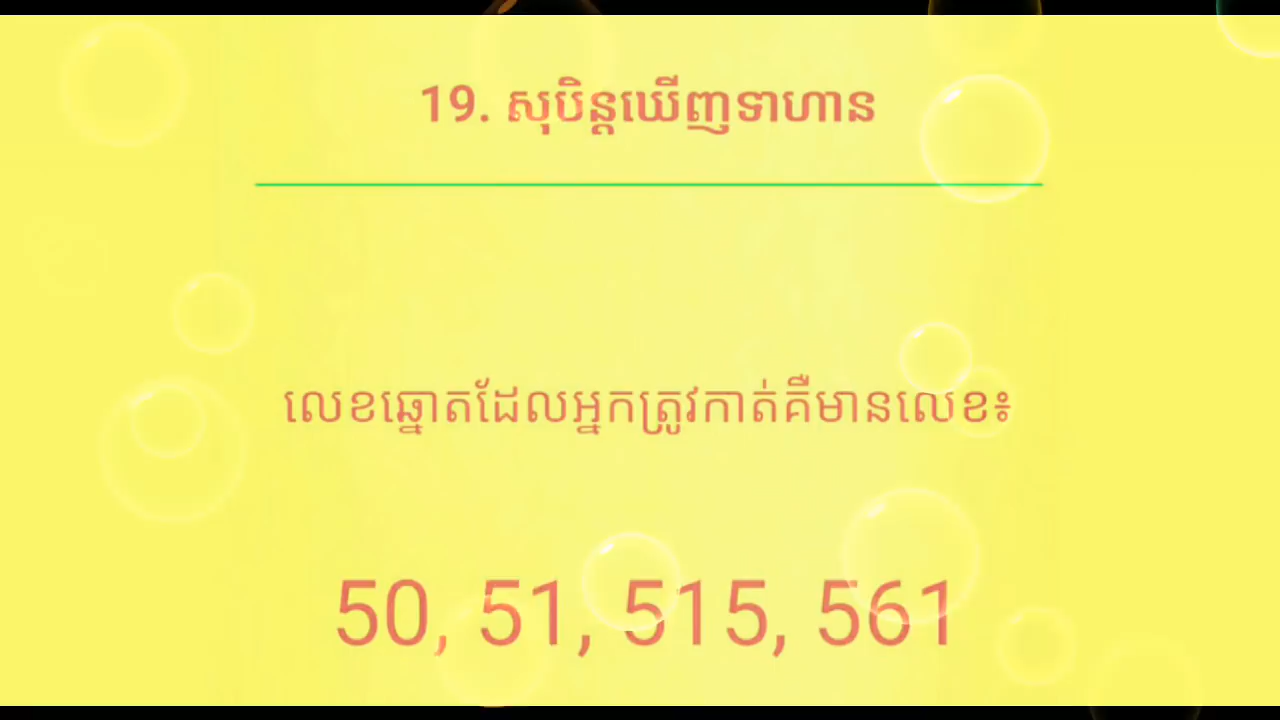 19. សុបិន្តឃើញទាហាន
លេខឆ្នោតដែលអ្នកត្រូវកាត់គឺមានលេខ៖
50, 51, 515, 561